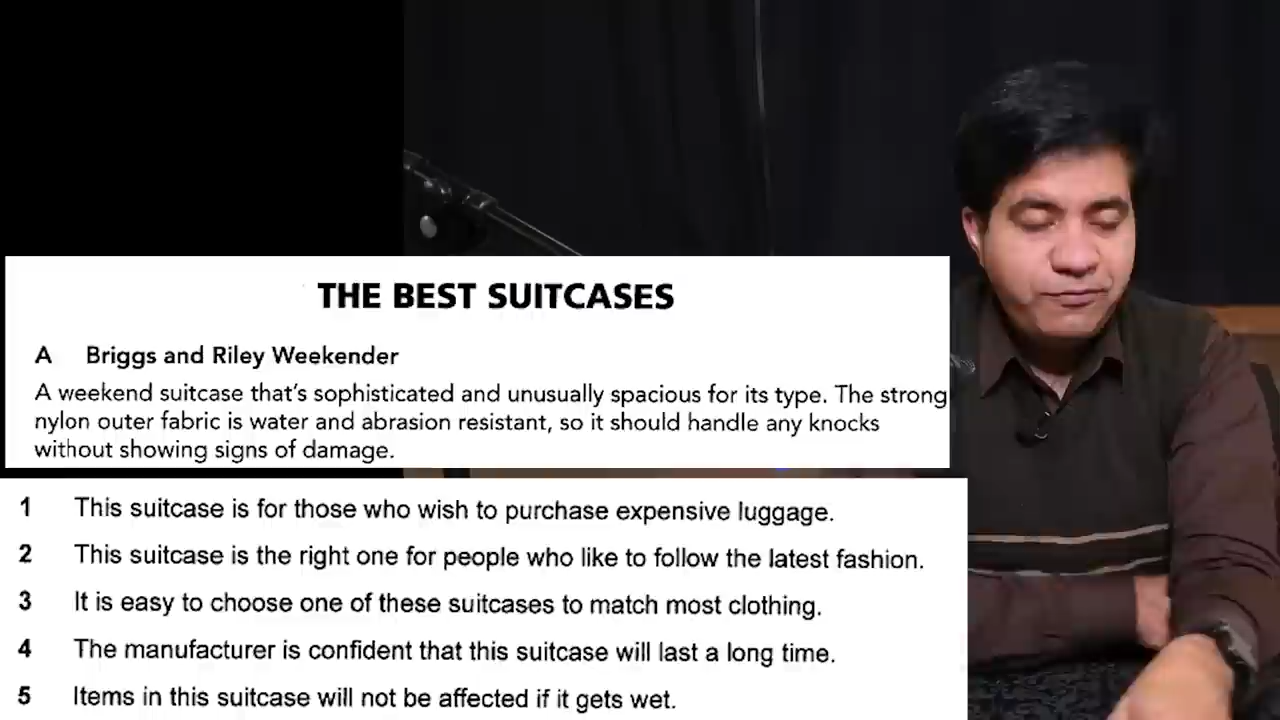 THE BEST SUITCASES
A Briggs and Riley Weekender
A weekend suitcase that's sophisticated and unusually spacious for its type. The strong
nylon outer fabric is water and abrasion resistant, so it should handle any knocks
without showing signs of damage.
1 This suitcase is for those who wish to purchase expensive luggage.
2 This suitcase is the right one for people who like to follow the latest fashion.
3 It is easy to choose one of these suitcases to match most clothing.
4 The manufacturer is confident that this suitcase will last a long time.
5 Items in this suitcase will not be affected if it gets wet.